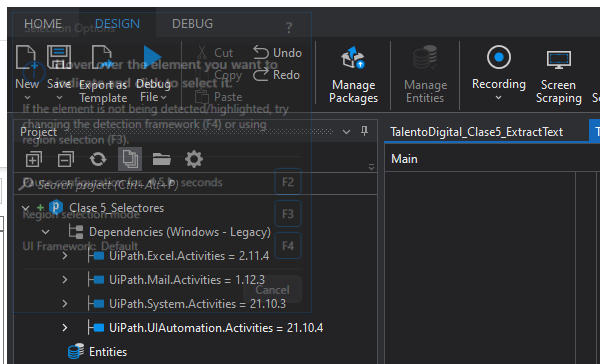 HOME DESIGN DEBUG
Selection Options ?
Hover over the element you want to
indicate and click to select it.
If the element is not being detected/highlighted, try
changing the detection framework (F4) or using
region selection (F3).
Pause configuration for ◂ 5 ▸ seconds F2
Region selection mode F3
UI Framework: Default F4
Cancel
New Save Export as Template Debug File
Cut
Copy
Paste
Undo
Redo
Manage Packages
Manage Entities
Recording
Screen Scraping
Project
TalentoDigital_Clase5_ExtractText
Main
Search project (Ctrl+Alt+P)
Clase 5_Selectores
Dependencies (Windows - Legacy)
UiPath.Excel.Activities = 2.11.4
UiPath.Mail.Activities = 1.12.3
UiPath.System.Activities = 21.10.3
UiPath.UIAutomation.Activities = 21.10.4
Entities